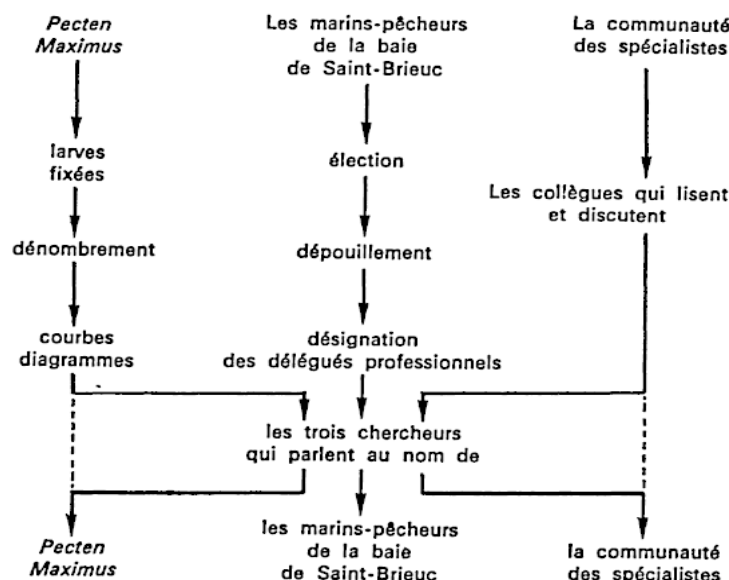 Pecten
Maximus
Les marins-pêcheurs
de la baie
de Saint-Brieuc
La communauté
des spécialistes
larves
fixées
élection
Les collègues qui lisent
et discutent
dénombrement
dépouillement
courbes
diagrammes
désignation
des délégués professionnels
les trois chercheurs
qui parlent au nom de
Pecten
Maximus
les marins-pêcheurs
de la baie
de Saint-Brieuc
la communauté
des spécialistes